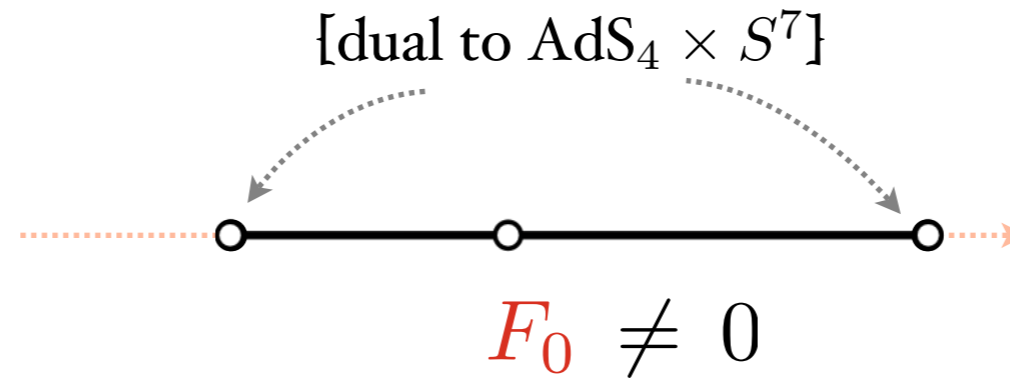 {dual to AdS₄ × S⁷}
F₀ ≠ 0